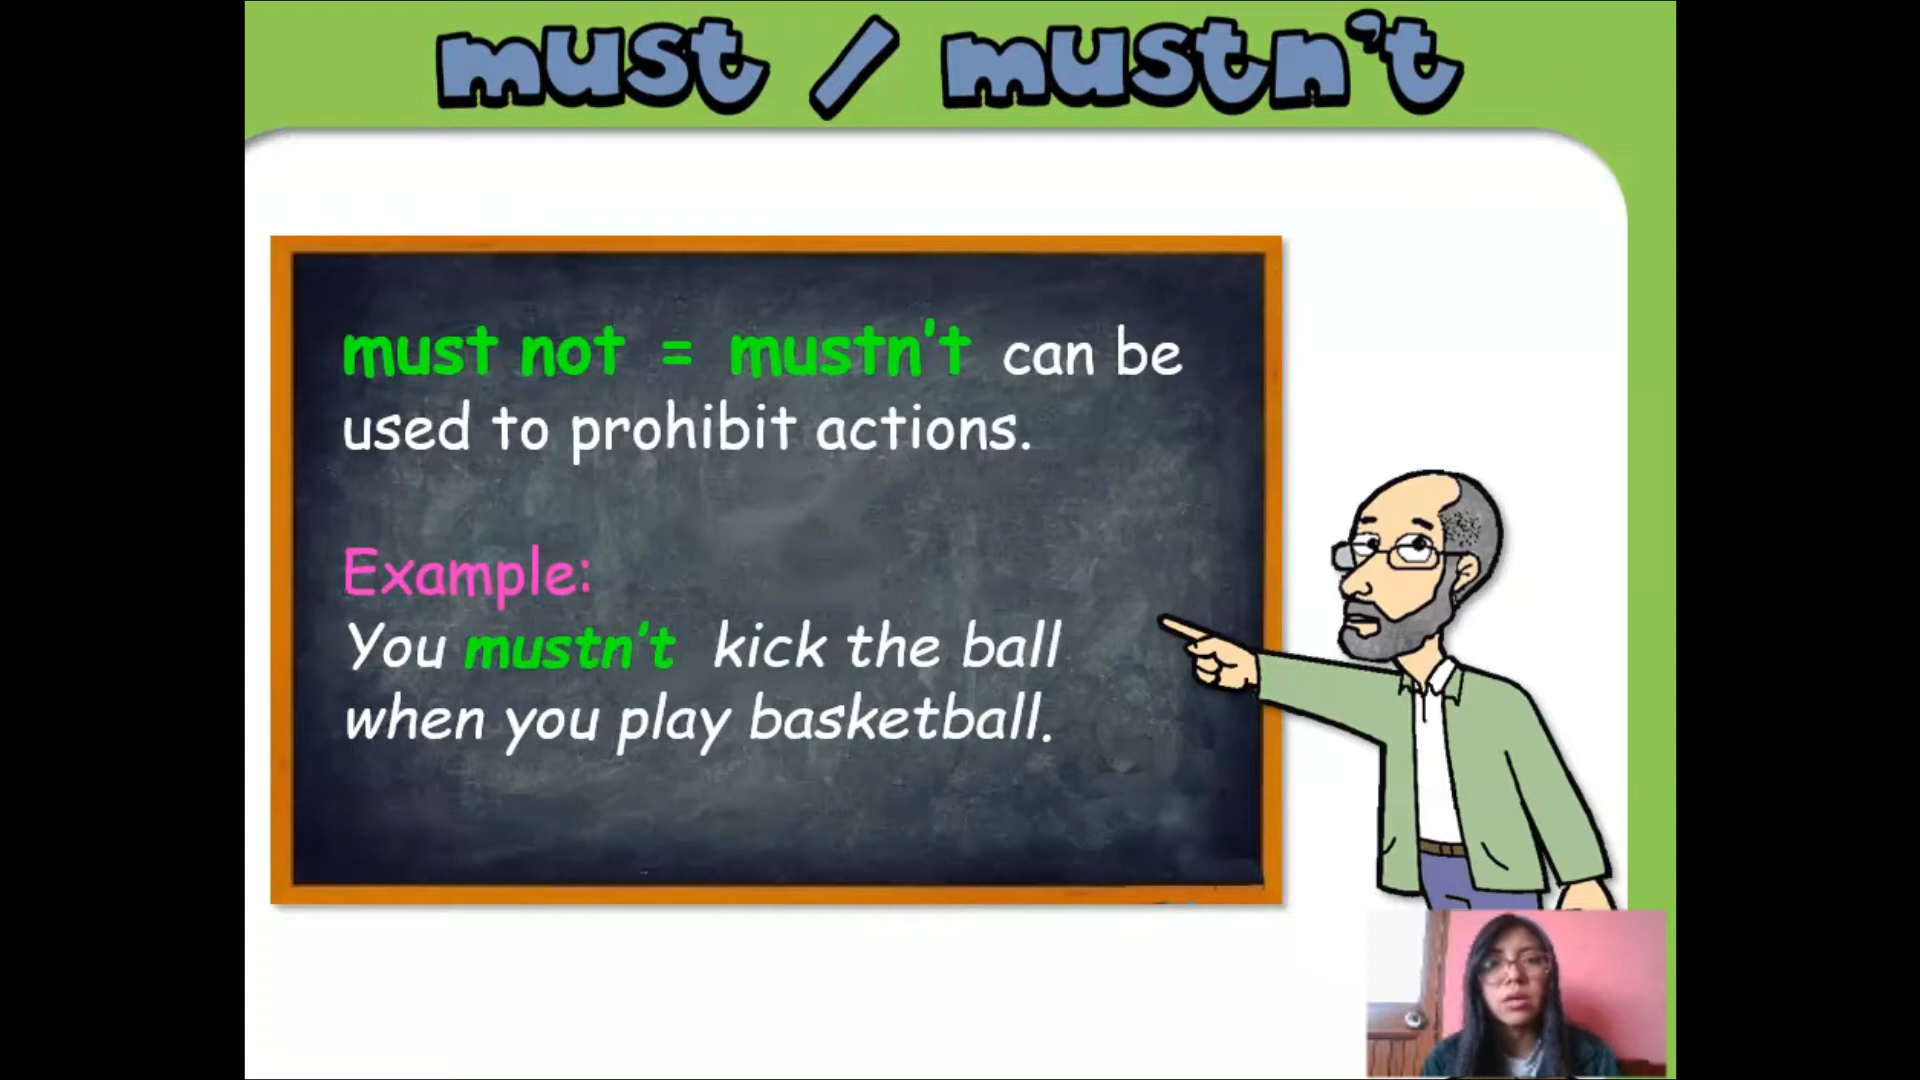 must / mustn't
must not = mustn't can be
used to prohibit actions.
Example:
You mustn't kick the ball
when you play basketball.